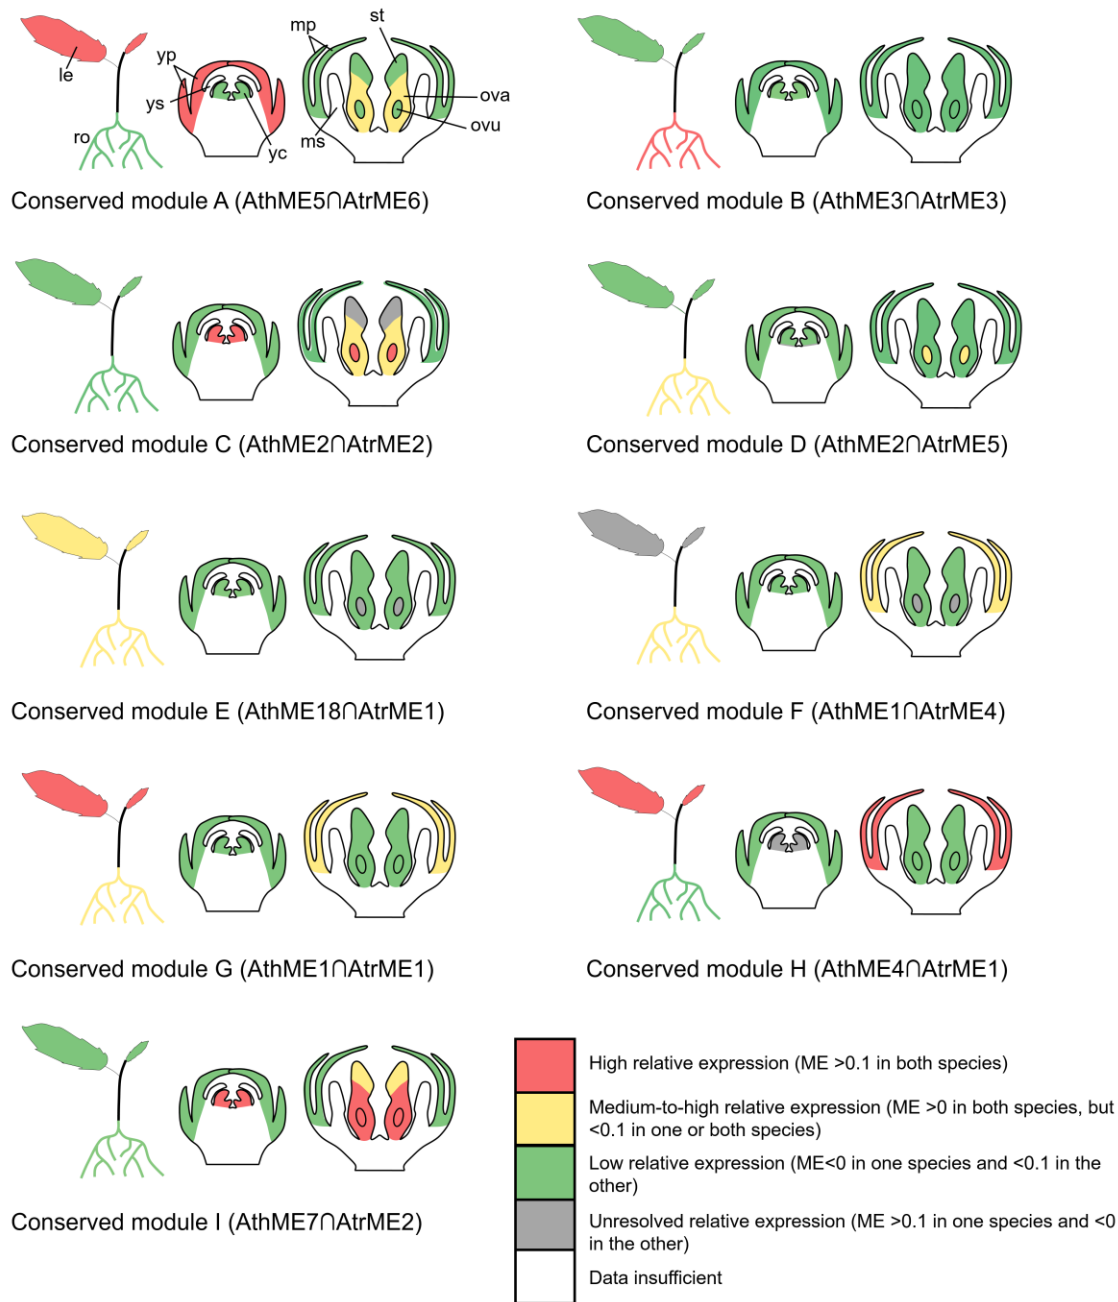 le
ro
yp
ys
yc
mp
st
ms
ova
ovu
Conserved module A (AthME5∩AtrME6)
Conserved module B (AthME3∩AtrME3)
Conserved module C (AthME2∩AtrME2)
Conserved module D (AthME2∩AtrME5)
Conserved module E (AthME18∩AtrME1)
Conserved module F (AthME1∩AtrME4)
Conserved module G (AthME1∩AtrME1)
Conserved module H (AthME4∩AtrME1)
Conserved module I (AthME7∩AtrME2)
High relative expression (ME >0.1 in both species)
Medium-to-high relative expression (ME >0 in both species, but
<0.1 in one or both species)
Low relative expression (ME<0 in one species and <0.1 in the
other)
Unresolved relative expression (ME >0.1 in one species and <0
in the other)
Data insufficient